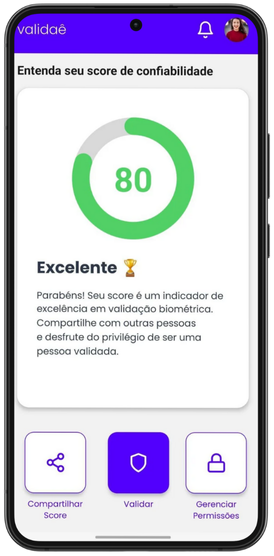 validaê
Entenda seu score de confiabilidade
80
Excelente 🏆
Parabéns! Seu score é um indicador de
excelência em validação biométrica.
Compartilhe com outras pessoas
e desfrute do privilégio de ser uma
pessoa validada.
Compartilhar
Score
Validar
Gerenciar
Permissões